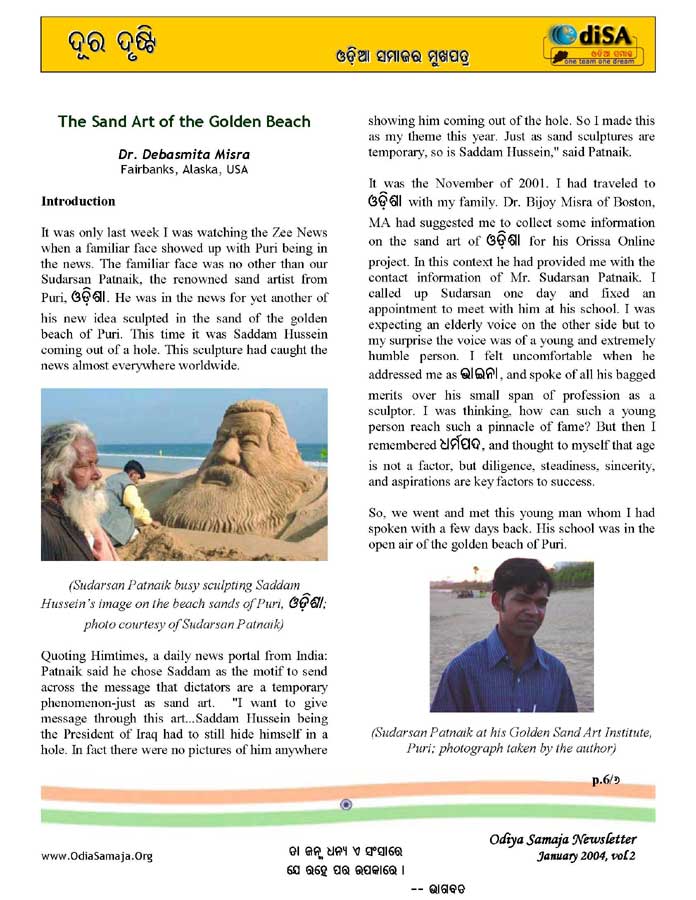 ଦୂର ଦୃଷ୍ଟି
ଓଡ଼ିଆ ସମାଜର ମୁଖପତ୍ର
OdiSA
ଓଡ଼ିଆ ସମାଜ
one team one dream
The Sand Art of the Golden Beach
Dr. Debasmita Misra
Fairbanks, Alaska, USA
Introduction
It was only last week I was watching the Zee News
when a familiar face showed up with Puri being in
the news. The familiar face was no other than our
Sudarsan Patnaik, the renowned sand artist from
Puri, ଓଡ଼ିଶା. He was in the news for yet another of
his new idea sculpted in the sand of the golden
beach of Puri. This time it was Saddam Hussein
coming out of a hole. This sculpture had caught the
news almost everywhere worldwide.
(Sudarsan Patnaik busy sculpting Saddam
Hussein's image on the beach sands of Puri, ଓଡ଼ିଶା;
photo courtesy of Sudarsan Patnaik)
Quoting Himtimes, a daily news portal from India:
Patnaik said he chose Saddam as the motif to send
across the message that dictators are a temporary
phenomenon-just as sand art. "I want to give
message through this art...Saddam Hussein being
the President of Iraq had to still hide himself in a
hole. In fact there were no pictures of him anywhere
showing him coming out of the hole. So I made this
as my theme this year. Just as sand sculptures are
temporary, so is Saddam Hussein," said Patnaik.
It was the November of 2001. I had traveled to
ଓଡ଼ିଶା with my family. Dr. Bijoy Misra of Boston,
MA had suggested me to collect some information
on the sand art of ଓଡ଼ିଶା for his Orissa Online
project. In this context he had provided me with the
contact information of Mr. Sudarsan Patnaik. I
called up Sudarsan one day and fixed an
appointment to meet with him at his school. I was
expecting an elderly voice on the other side but to
my surprise the voice was of a young and extremely
humble person. I felt uncomfortable when he
addressed me as ଭାଇନା, and spoke of all his bagged
merits over his small span of profession as a
sculptor. I was thinking, how can such a young
person reach such a pinnacle of fame? But then I
remembered ଧର୍ମପଦ, and thought to myself that age
is not a factor, but diligence, steadiness, sincerity,
and aspirations are key factors to success.
So, we went and met this young man whom I had
spoken with a few days back. His school was in the
open air of the golden beach of Puri.
(Sudarsan Patnaik at his Golden Sand Art Institute,
Puri; photograph taken by the author)
p.6/୬
www.OdiaSamaja.Org
ତା ଜନ୍ମ ଧନ୍ୟ ଏ ସଂସାରେ
ଯେ ରହେ ପର ଉପକାରେ ।
-- ଭାଗବତ
Odiya Samaja Newsletter
January 2004, vol.2